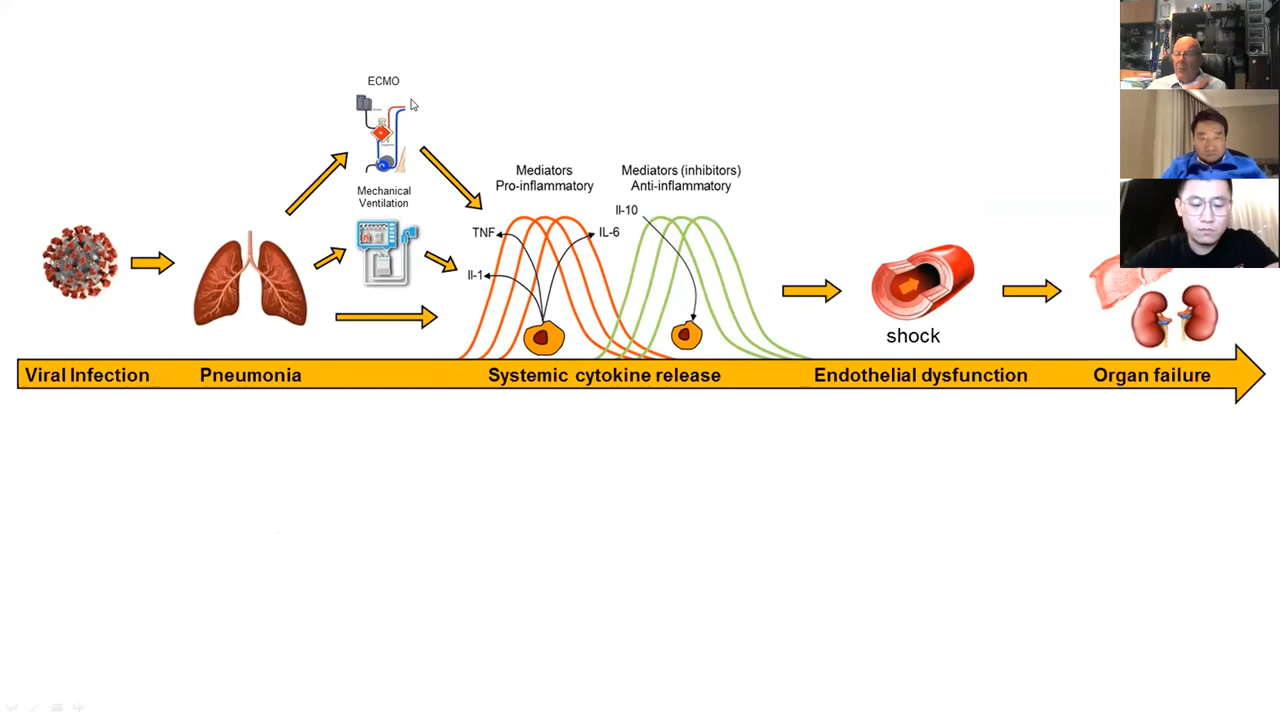 ECMO
Mechanical
Ventilation
Mediators
Pro-inflammatory
Mediators (inhibitors)
Anti-inflammatory
Il-10
TNF
IL-6
Il-1
shock
Viral Infection
Pneumonia
Systemic cytokine release
Endothelial dysfunction
Organ failure